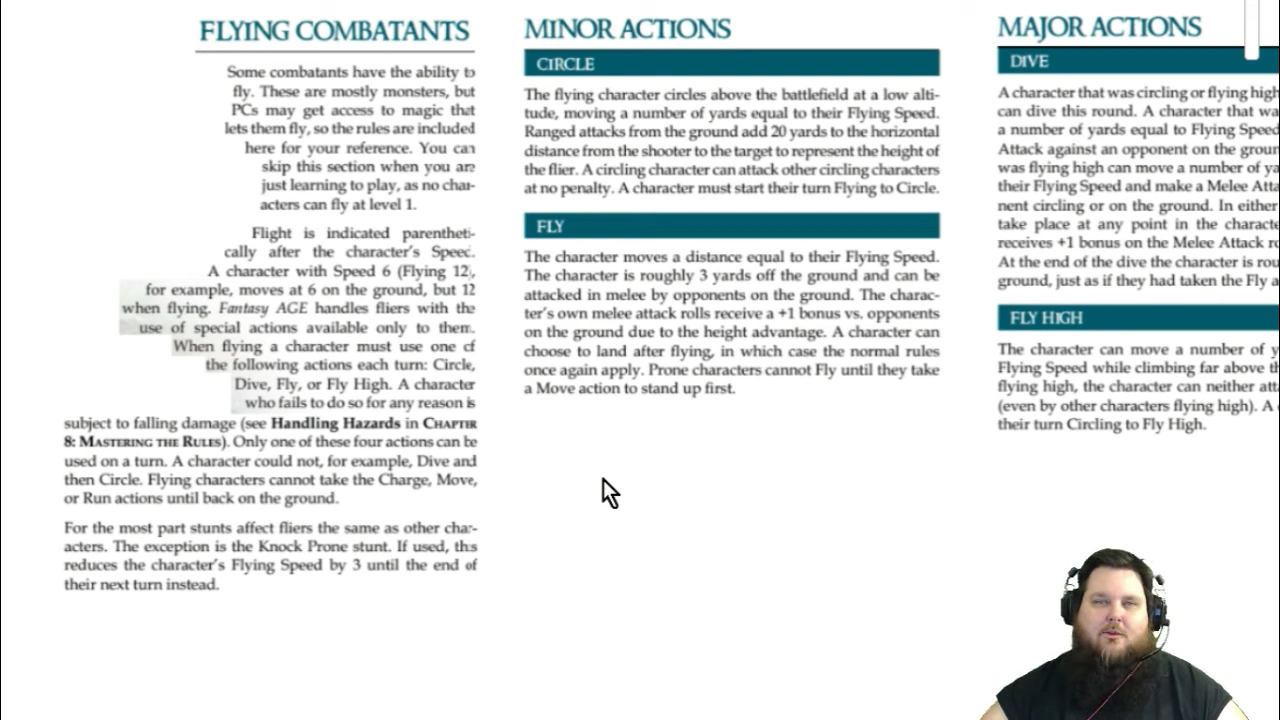 FLYING COMBATANTS
Some combatants have the ability to
fly. These are mostly monsters, but
PCs may get access to magic that
lets them fly, so the rules are included
here for your reference. You can
skip this section when you are
just learning to play, as no char-
acters can fly at level 1.
Flight is indicated parentheti-
cally after the character's Speed.
A character with Speed 6 (Flying 12),
for example, moves at 6 on the ground, but 12
when flying. Fantasy AGE handles fliers with the
use of special actions available only to them.
When flying a character must use one of
the following actions each turn: Circle,
Dive, Fly, or Fly High. A character
who fails to do so for any reason is
subject to falling damage (see Handling Hazards in CHAPTER
8: MASTERING THE RULES). Only one of these four actions can be
used on a turn. A character could not, for example, Dive and
then Circle. Flying characters cannot take the Charge, Move,
or Run actions until back on the ground.
For the most part stunts affect fliers the same as other char-
acters. The exception is the Knock Prone stunt. If used, this
reduces the character's Flying Speed by 3 until the end of
their next turn instead.
MINOR ACTIONS
CIRCLE
The flying character circles above the battlefield at a low alti-
tude, moving a number of yards equal to their Flying Speed.
Ranged attacks from the ground add 20 yards to the horizontal
distance from the shooter to the target to represent the height of
the flier. A circling character can attack other circling characters
at no penalty. A character must start their turn Flying to Circle.
FLY
The character moves a distance equal to their Flying Speed.
The character is roughly 3 yards off the ground and can be
attacked in melee by opponents on the ground. The charac-
ter's own melee attack rolls receive a +1 bonus vs. opponents
on the ground due to the height advantage. A character can
choose to land after flying, in which case the normal rules
once again apply. Prone characters cannot Fly until they take
a Move action to stand up first.
MAJOR ACTIONS
DIVE
A character that was circling or flying high
can dive this round. A character that wa
a number of yards equal to Flying Speed
Attack against an opponent on the groun
was flying high can move a number of ya
their Flying Speed and make a Melee Atta
nent circling or on the ground. In either
take place at any point in the characte
receives +1 bonus on the Melee Attack ro
At the end of the dive the character is rou
ground, just as if they had taken the Fly a
FLY HIGH
The character can move a number of y
Flying Speed while climbing far above th
flying high, the character can neither att
(even by other characters flying high). A
their turn Circling to Fly High.